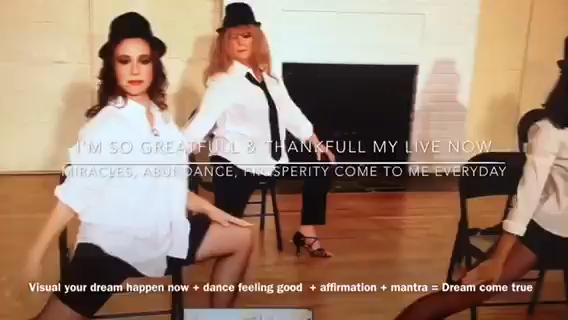 I'M SO GREATFULL & THANKFULL MY LIVE NOW
MIRACLES, ABUNDANCE, PROSPERITY COME TO ME EVERYDAY
Visual your dream happen now + dance feeling good + affirmation + mantra = Dream come true